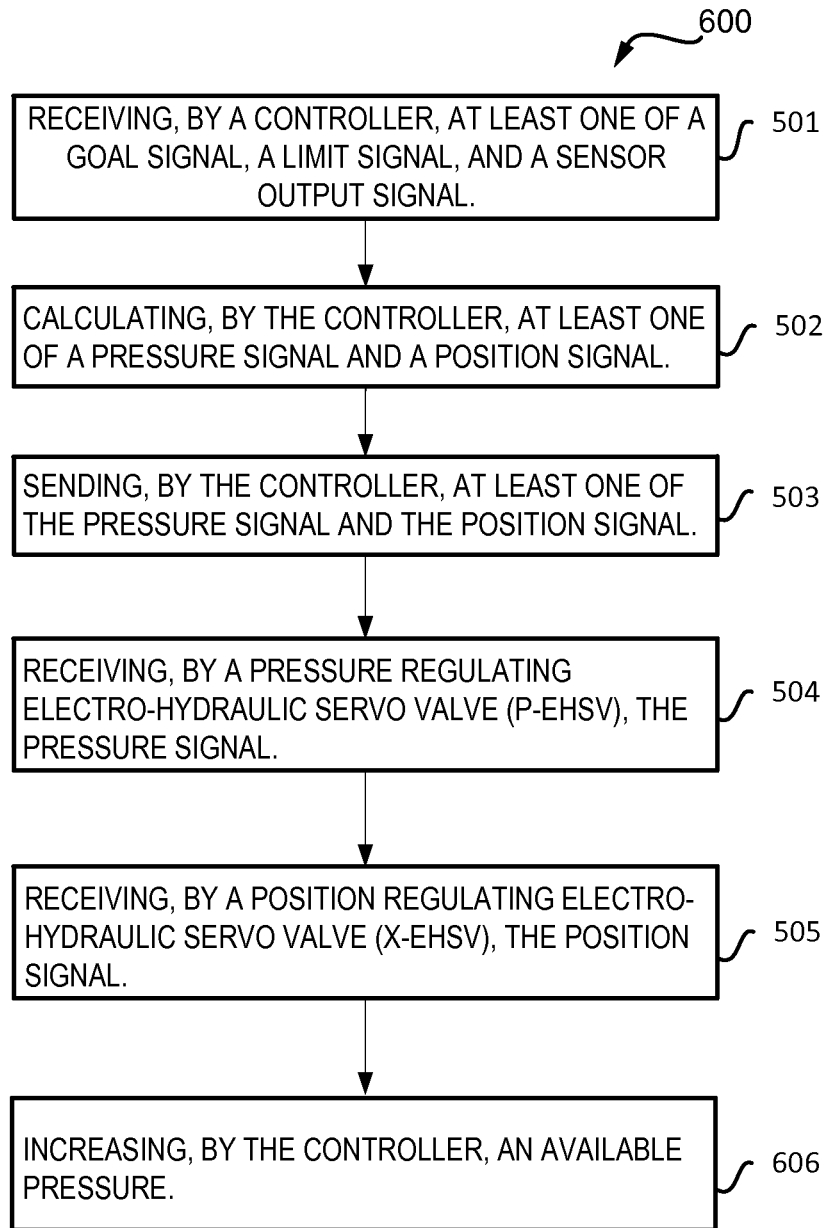 600
RECEIVING, BY A CONTROLLER, AT LEAST ONE OF A
GOAL SIGNAL, A LIMIT SIGNAL, AND A SENSOR
OUTPUT SIGNAL.
501
CALCULATING, BY THE CONTROLLER, AT LEAST ONE
OF A PRESSURE SIGNAL AND A POSITION SIGNAL.
502
SENDING, BY THE CONTROLLER, AT LEAST ONE OF
THE PRESSURE SIGNAL AND THE POSITION SIGNAL.
503
RECEIVING, BY A PRESSURE REGULATING
ELECTRO-HYDRAULIC SERVO VALVE (P-EHSV), THE
PRESSURE SIGNAL.
504
RECEIVING, BY A POSITION REGULATING ELECTRO-
HYDRAULIC SERVO VALVE (X-EHSV), THE POSITION
SIGNAL.
505
INCREASING, BY THE CONTROLLER, AN AVAILABLE
PRESSURE.
606